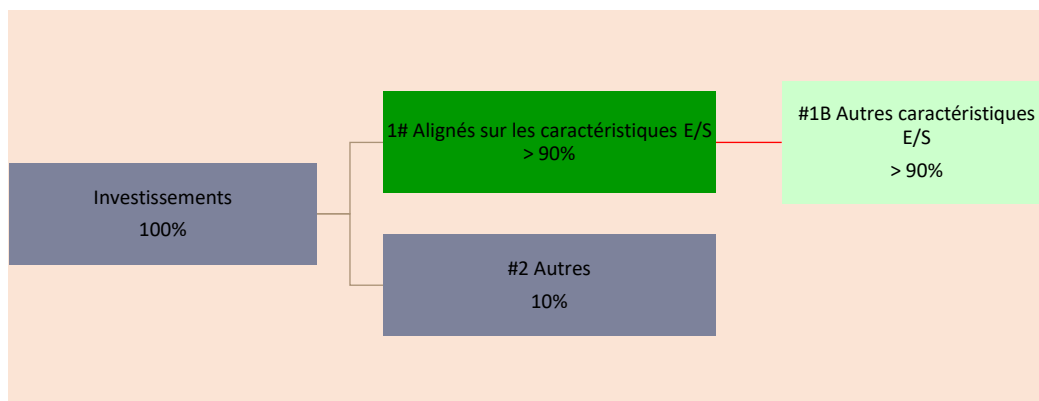 Investissements
100%
1# Alignés sur les caractéristiques E/S
> 90%
#2 Autres
10%
#1B Autres caractéristiques
E/S
> 90%